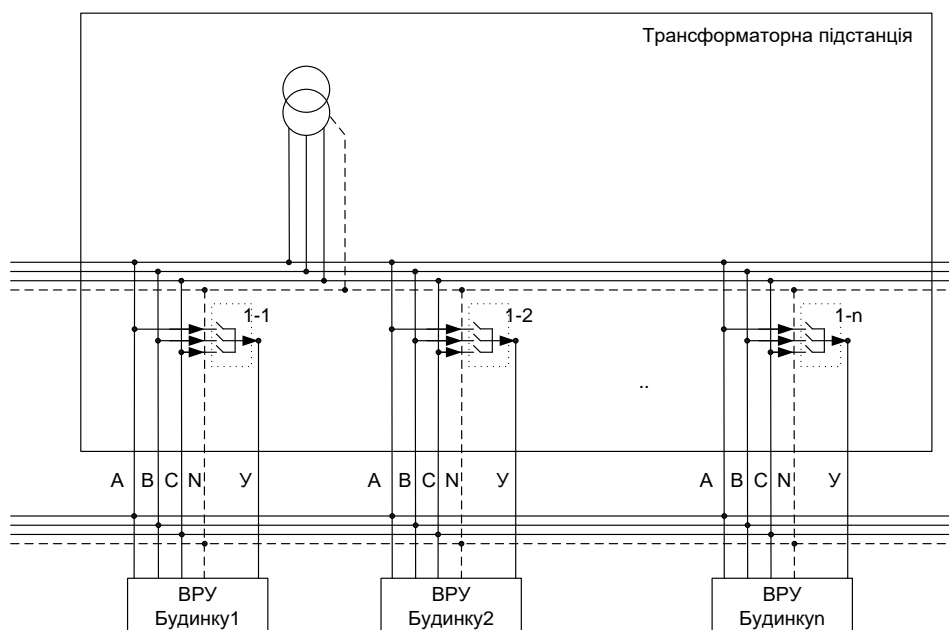 Трансформаторна підстанція
1-1
1-2
1-n
..
А В С N У
А В С N У
А В С N У
ВРУ
Будинку1
ВРУ
Будинку2
ВРУ
Будинкуn